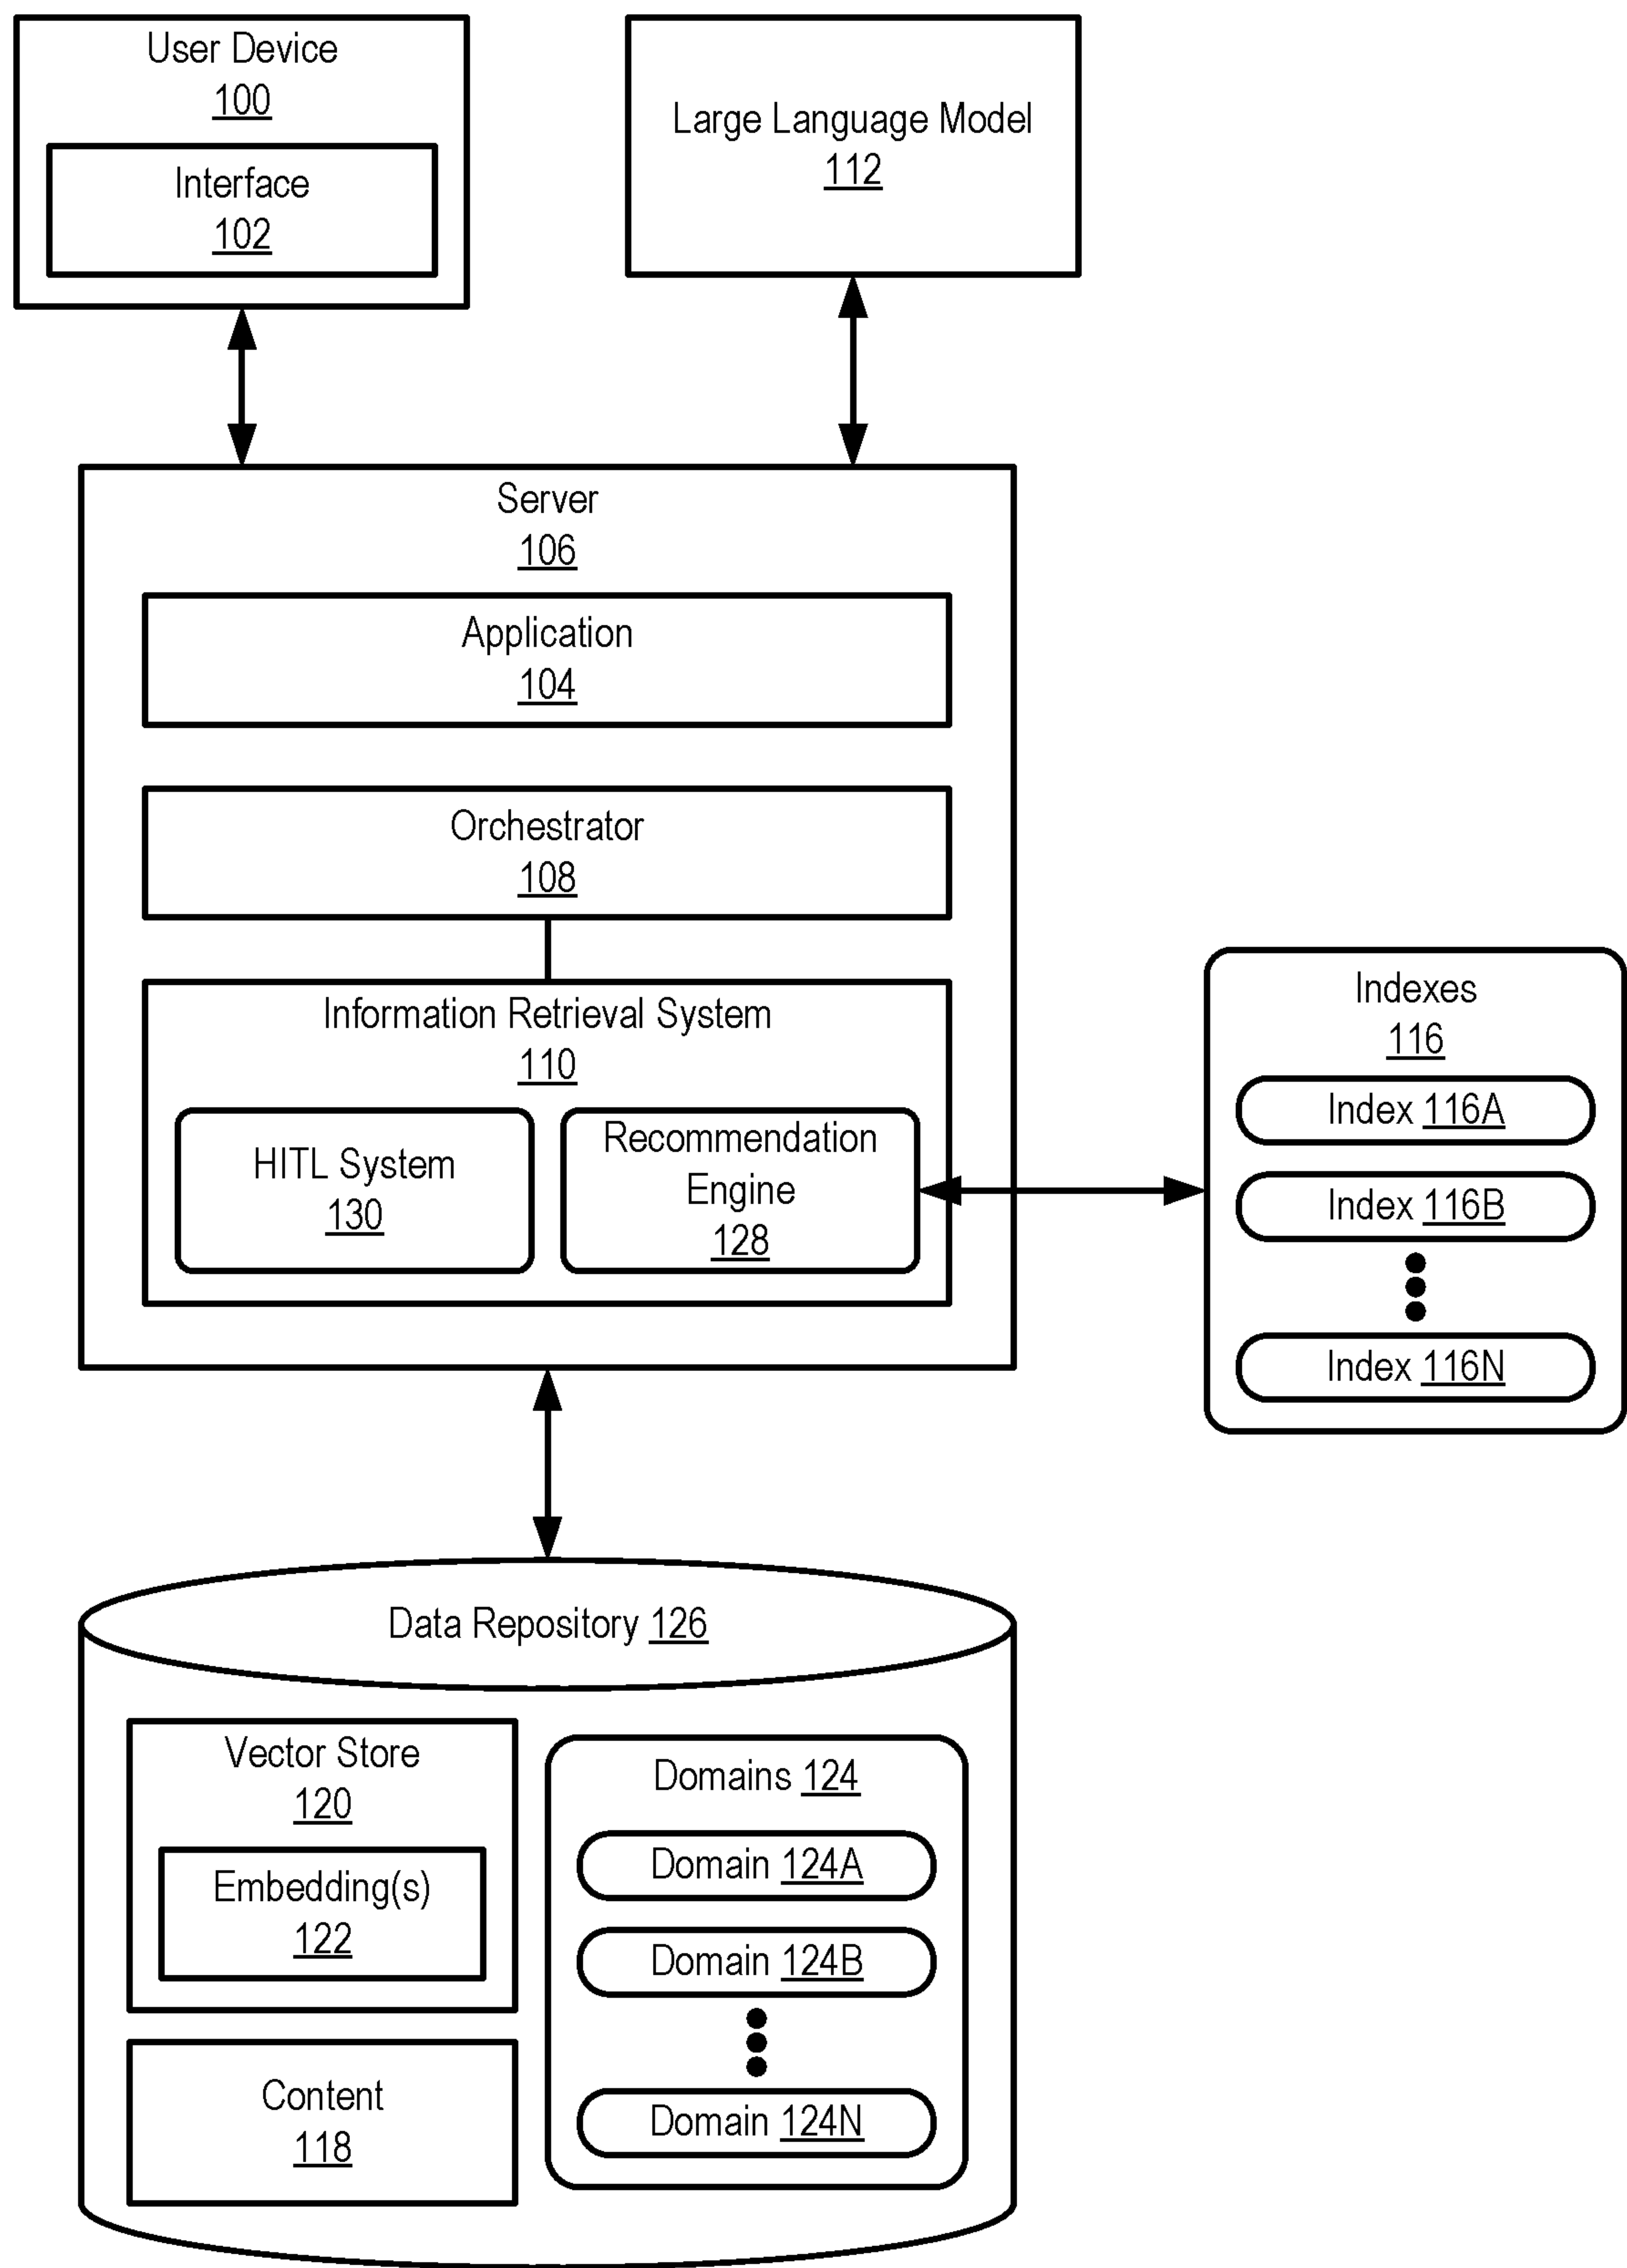 User Device
100
Interface
102
Large Language Model
112
Server
106
Application
104
Orchestrator
108
Information Retrieval System
110
HITL System
130
Recommendation
Engine
128
Indexes
116
Index 116A
Index 116B
Index 116N
Data Repository 126
Vector Store
120
Embedding(s)
122
Content
118
Domains 124
Domain 124A
Domain 124B
Domain 124N